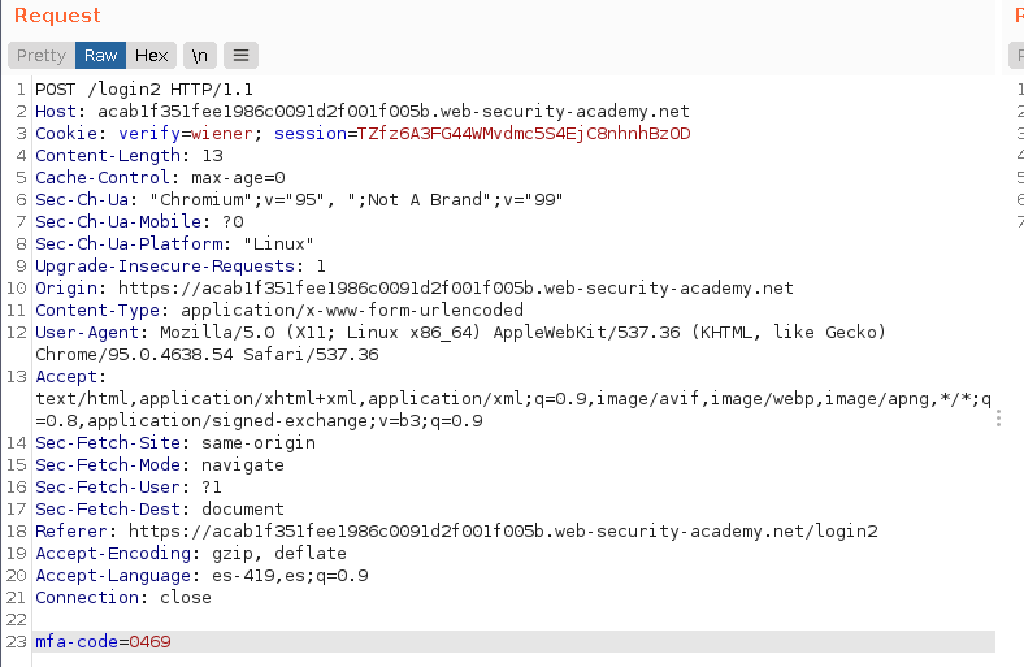 Request
R
Pretty Raw Hex \n ≡
P
1 POST /login2 HTTP/1.1
2 Host: acab1f351fee1986c0091d2f001f005b.web-security-academy.net
3 Cookie: verify=wiener; session=TZfz6A3FG44WMvdmc5S4EjC8nhnhBzOD
4 Content-Length: 13
5 Cache-Control: max-age=0
6 Sec-Ch-Ua: "Chromium";v="95", ";Not A Brand";v="99"
7 Sec-Ch-Ua-Mobile: ?0
8 Sec-Ch-Ua-Platform: "Linux"
9 Upgrade-Insecure-Requests: 1
10 Origin: https://acab1f351fee1986c0091d2f001f005b.web-security-academy.net
11 Content-Type: application/x-www-form-urlencoded
12 User-Agent: Mozilla/5.0 (X11; Linux x86_64) AppleWebKit/537.36 (KHTML, like Gecko)
Chrome/95.0.4638.54 Safari/537.36
13 Accept:
text/html,application/xhtml+xml,application/xml;q=0.9,image/avif,image/webp,image/apng,*/*;q
=0.8,application/signed-exchange;v=b3;q=0.9
14 Sec-Fetch-Site: same-origin
15 Sec-Fetch-Mode: navigate
16 Sec-Fetch-User: ?1
17 Sec-Fetch-Dest: document
18 Referer: https://acab1f351fee1986c0091d2f001f005b.web-security-academy.net/login2
19 Accept-Encoding: gzip, deflate
20 Accept-Language: es-419,es;q=0.9
21 Connection: close
22
23 mfa-code=0469
1
2
3
4
5
6
7